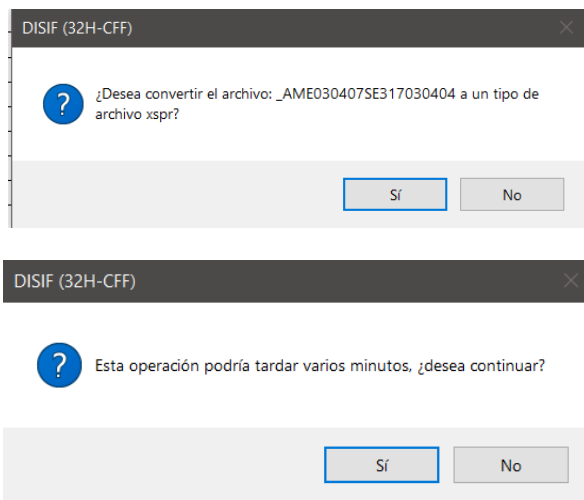 DISIF (32H-CFF)
¿Desea convertir el archivo: _AME030407SE317030404 a un tipo de
archivo xspr?
Sí
No
DISIF (32H-CFF)
Esta operación podría tardar varios minutos, ¿desea continuar?
Sí
No